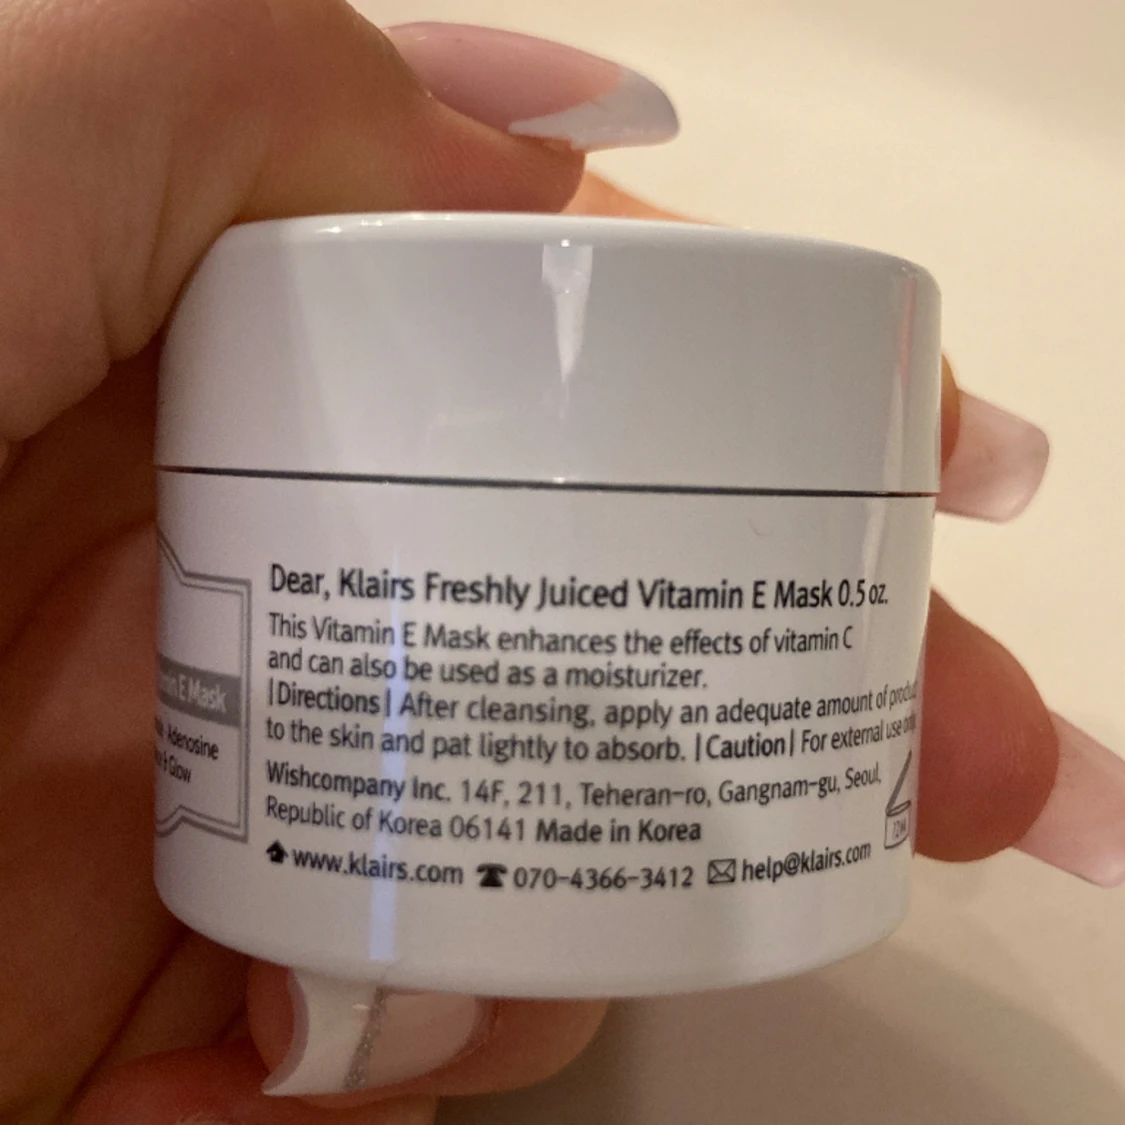 Dear, Klairs Freshly Juiced Vitamin E Mask 0.5 oz.
This Vitamin E Mask enhances the effects of vitamin C
and can also be used as a moisturizer.
|Directions| After cleansing, apply an adequate amount of product
to the skin and pat lightly to absorb. |Caution| For external use only
Wishcompany Inc. 14F, 211, Teheran-ro, Gangnam-gu, Seoul,
Republic of Korea 06141 Made in Korea
www.klairs.com 070-4366-3412 help@klairs.com
E Mask
Adenosine
& Glow
12M